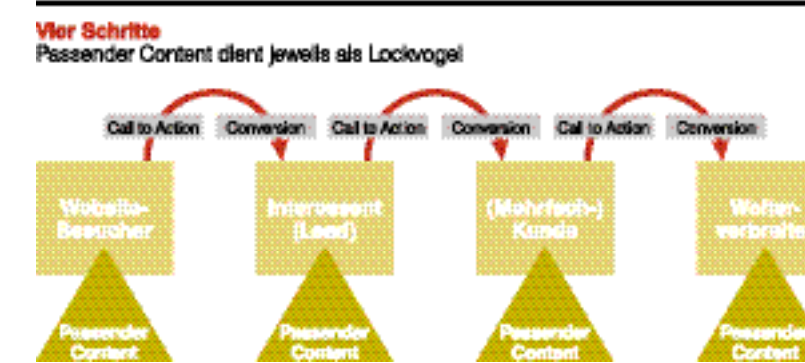 Vier Schritte
Passender Content dient jeweils als Lockvogel
Call to Action Conversion Call to Action Conversion Call to Action Conversion
Website- Interessent (Mehrfach-) Weiter-
Besucher (Lead) Kunde verbreite
Passender Passender Passender Passender
Content Content Content Content